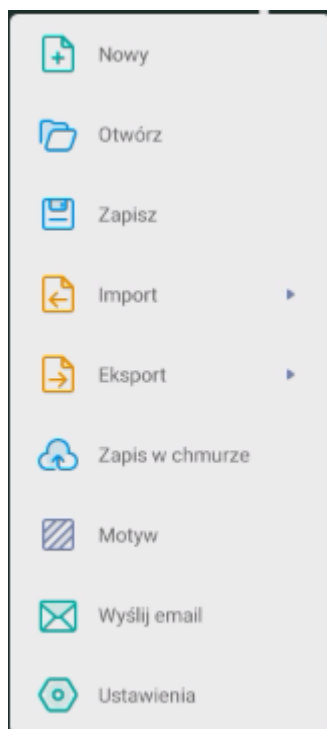 Nowy
Otwórz
Zapisz
Import
Eksport
Zapis w chmurze
Motyw
Wyślij email
Ustawienia